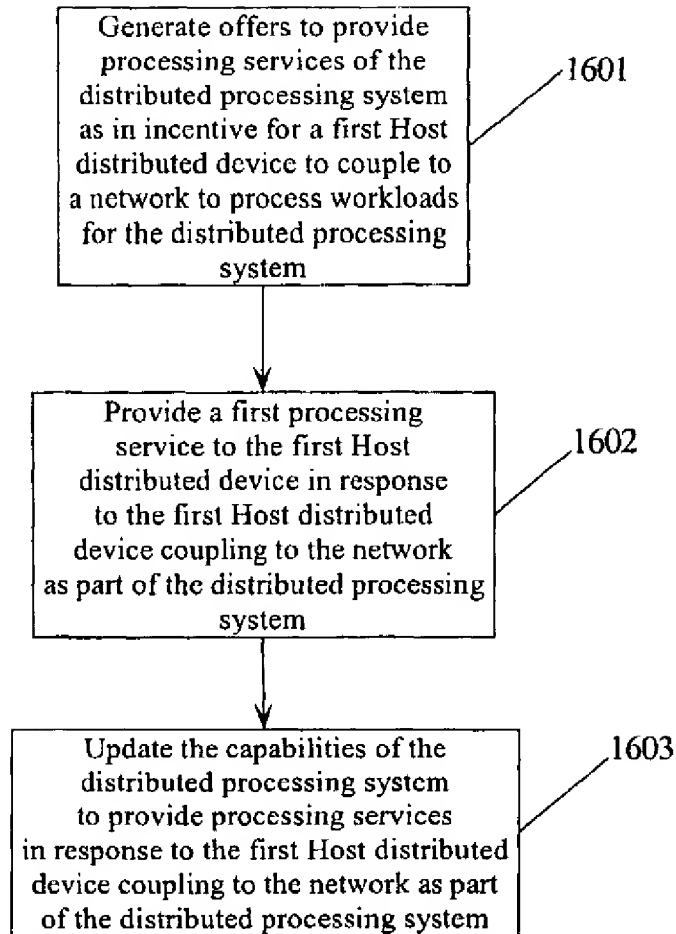 Generate offers to provide
processing services of the
distributed processing system
as in incentive for a first Host
distributed device to couple to
a network to process workloads
for the distributed processing
system
1601
Provide a first processing
service to the first Host
distributed device in response
to the first Host distributed
device coupling to the network
as part of the distributed processing
system
1602
Update the capabilities of the
distributed processing system
to provide processing services
in response to the first Host distributed
device coupling to the network as part
of the distributed processing system
1603